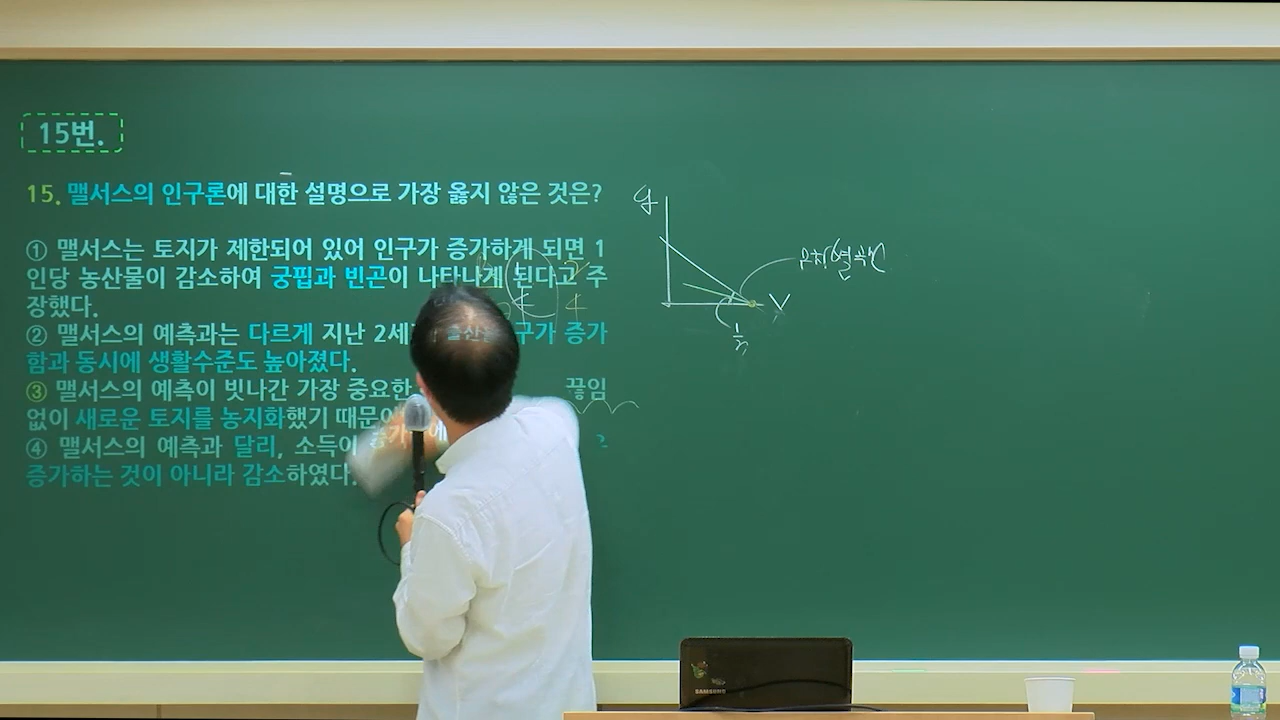 15번.
15. 맬서스의 인구론에 대한 설명으로 가장 옳지 않은 것은?
① 맬서스는 토지가 제한되어 있어 인구가 증가하게 되면 1
인당 농산물이 감소하여 궁핍과 빈곤이 나타나게 된다고 주
장했다.
② 맬서스의 예측과는 다르게 지난 2세 구가 증가
함과 동시에 생활수준도 높아졌다.
③ 맬서스의 예측이 빗나간 가장 중요한 끊임
없이 새로운 토지를 농지화했기 때문
④ 맬서스의 예측과 달리, 소득이
증가하는 것이 아니라 감소하였다.
y
SAMSUNG